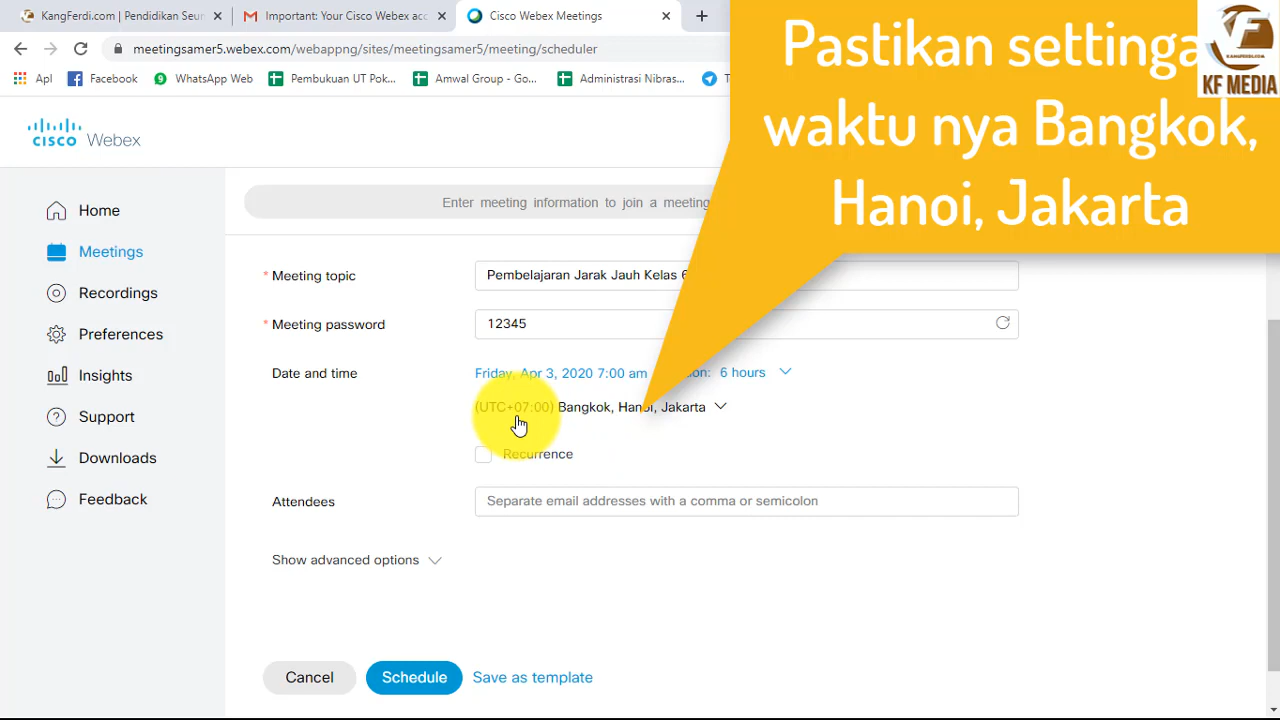 KangFerdi.com | Pendidikan Seur
Important: Your Cisco Webex acc
Cisco Webex Meetings
meetingsamer5.webex.com/webappng/sites/meetingsamer5/meeting/scheduler
Apl
Facebook
WhatsApp Web
Pembukuan UT Pok...
Amval Group - Go...
Administrasi Nibras...
Pastikan settinga
waktu nya Bangkok,
Hanoi, Jakarta
KF
KANGFERDI.COM
KF MEDIA
cisco Webex
Home
Meetings
Recordings
Preferences
Insights
Support
Downloads
Feedback
Enter meeting information to join a meeting
* Meeting topic
Pembelajaran Jarak Jauh Kelas 6
* Meeting password
12345
Date and time
Friday, Apr 3, 2020 7:00 am
6 hours
(UTC+07:00) Bangkok, Hanoi, Jakarta
Recurrence
Attendees
Separate email addresses with a comma or semicolon
Show advanced options
Cancel
Schedule
Save as template